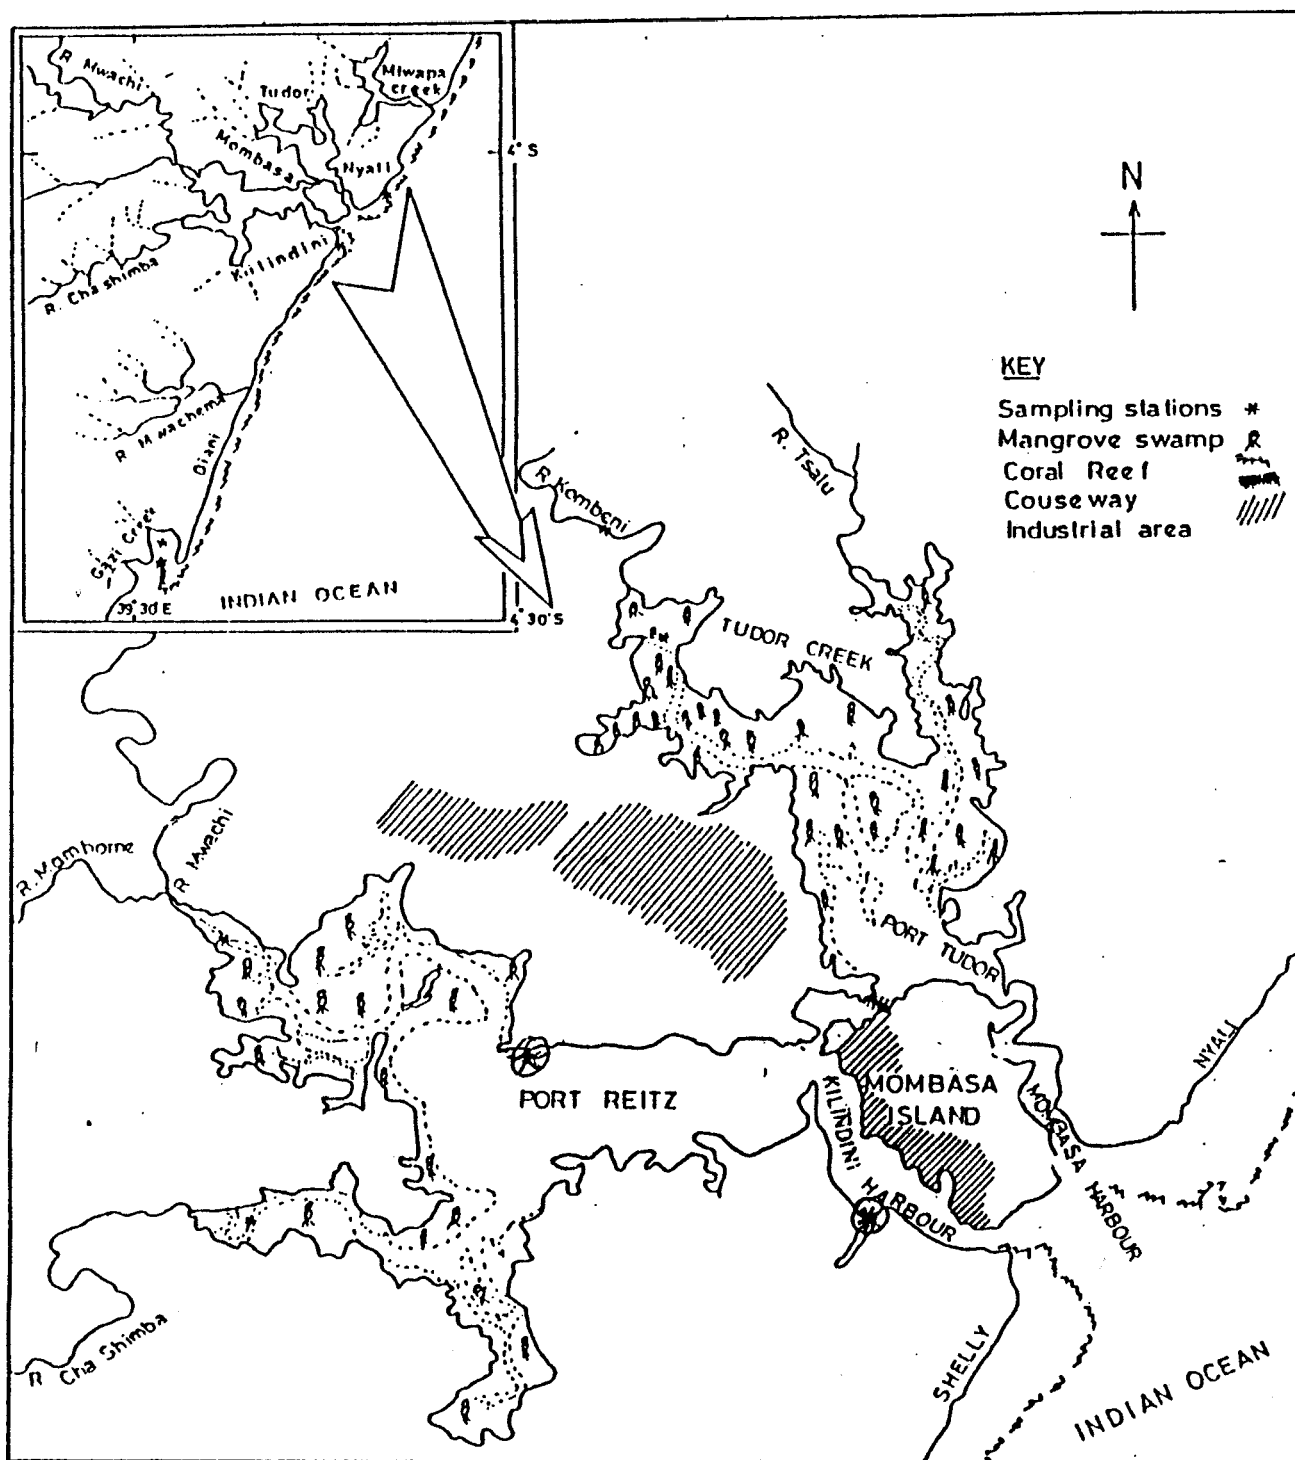 R Mwachi
Tudor
Mtwapa
creek
4° S
Mombasa
Nyali
Kilindini
R. Cha shimba
R Mwachema
Diani
Gazi Creek
39° 30' E
INDIAN OCEAN
4° 30'S
N
KEY
Sampling stations
Mangrove swamp
Coral Reef
Couseway
Industrial area
R. Tsalu
R. Kombeni
TUDOR CREEK
R. Mwachi
PORT TUDOR
NYALI
MOMBASA
ISLAND
PORT REITZ
KILINDINI HARBOUR
MOMBASA HARBOUR
R Cha Shimba
SHELLY
INDIAN OCEAN